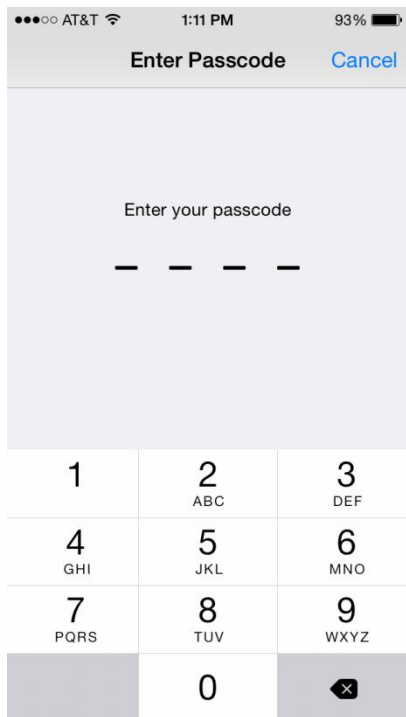 AT&T 1:11 PM 93%
Enter Passcode Cancel
Enter your passcode
1 2 3
ABC DEF
4 5 6
GHI JKL MNO
7 8 9
PQRS TUV WXYZ
0